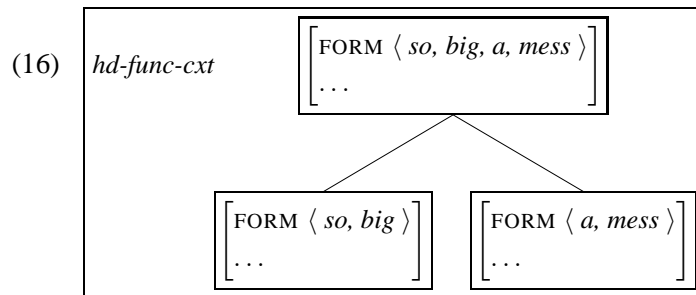 (16) hd-func-cxt
[FORM ⟨ so, big, a, mess ⟩]
...
[FORM ⟨ so, big ⟩] [FORM ⟨ a, mess ⟩]
... ...